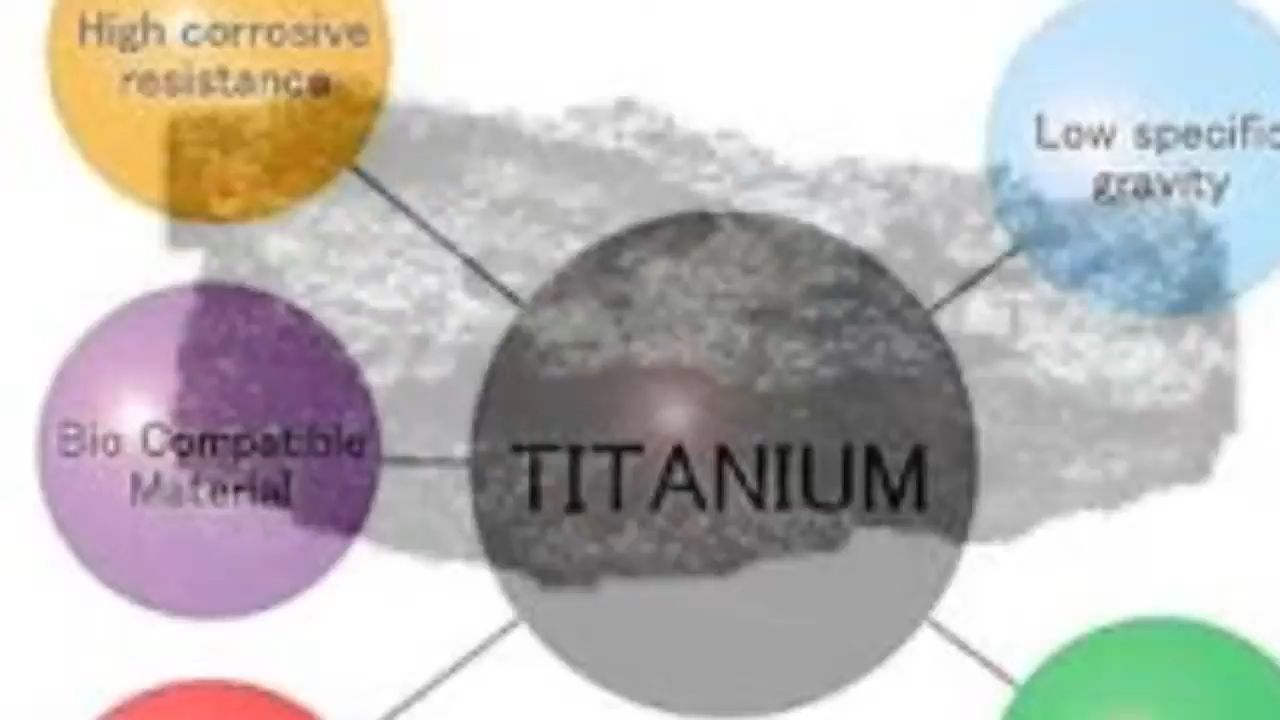 High corrosive
resistance
Low specific
gravity
Bio Compatible
Material
TITANIUM